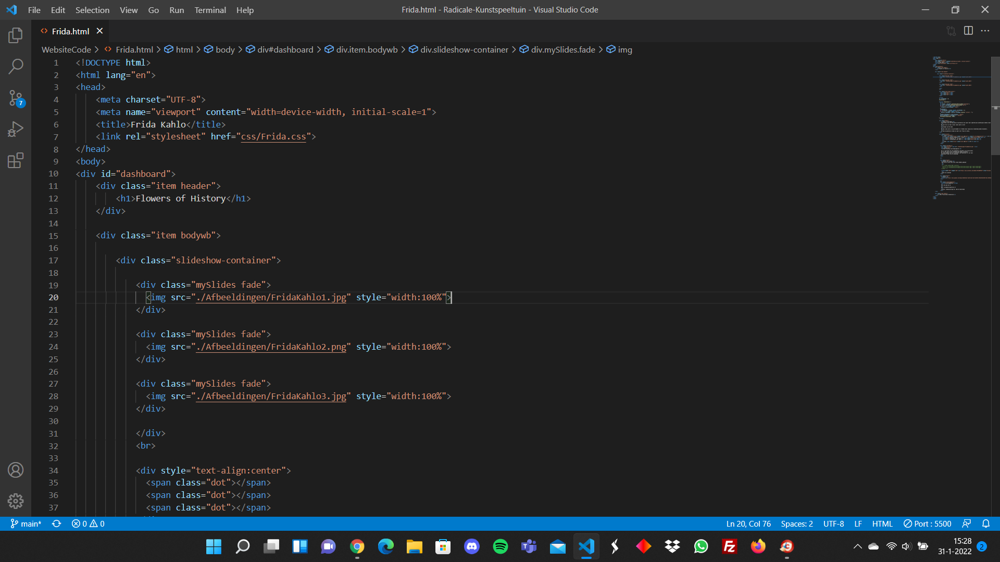 File Edit Selection View Go Run Terminal Help
Frida.html - Radicale-Kunstspeeltuin - Visual Studio Code
Frida.html
WebsiteCode > Frida.html > html > body > div#dashboard > div.item.bodywb > div.slideshow-container > div.mySlides.fade > img
1 <!DOCTYPE html>
2 <html lang="en">
3 <head>
4 <meta charset="UTF-8">
5 <meta name="viewport" content="width=device-width, initial-scale=1">
6 <title>Frida Kahlo</title>
7 <link rel="stylesheet" href="css/Frida.css">
8 </head>
9 <body>
10 <div id="dashboard">
11 <div class="item header">
12 <h1>Flowers of History</h1>
13 </div>
14
15 <div class="item bodywb">
16
17 <div class="slideshow-container">
18
19 <div class="mySlides fade">
20 <img src="./Afbeeldingen/FridaKahlo1.jpg" style="width:100%">
21 </div>
22
23 <div class="mySlides fade">
24 <img src="./Afbeeldingen/FridaKahlo2.png" style="width:100%">
25 </div>
26
27 <div class="mySlides fade">
28 <img src="./Afbeeldingen/FridaKahlo3.jpg" style="width:100%">
29 </div>
30
31 </div>
32 <br>
33
34 <div style="text-align:center">
35 <span class="dot"></span>
36 <span class="dot"></span>
37 <span class="dot"></span>
7
main* 0 0 Ln 20, Col 76 Spaces: 2 UTF-8 LF HTML Port : 5500
15:28
31-1-2022 2